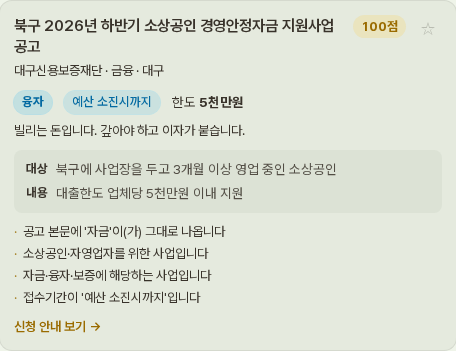 북구 2026년 하반기 소상공인 경영안정자금 지원사업
공고
100점
☆
대구신용보증재단 · 금융 · 대구
융자 예산 소진시까지 한도 5천만원
빌리는 돈입니다. 갚아야 하고 이자가 붙습니다.
대상 북구에 사업장을 두고 3개월 이상 영업 중인 소상공인
내용 대출한도 업체당 5천만원 이내 지원
· 공고 본문에 '자금'이(가) 그대로 나옵니다
· 소상공인·자영업자를 위한 사업입니다
· 자금·융자·보증에 해당하는 사업입니다
· 접수기간이 '예산 소진시까지'입니다
신청 안내 보기 →